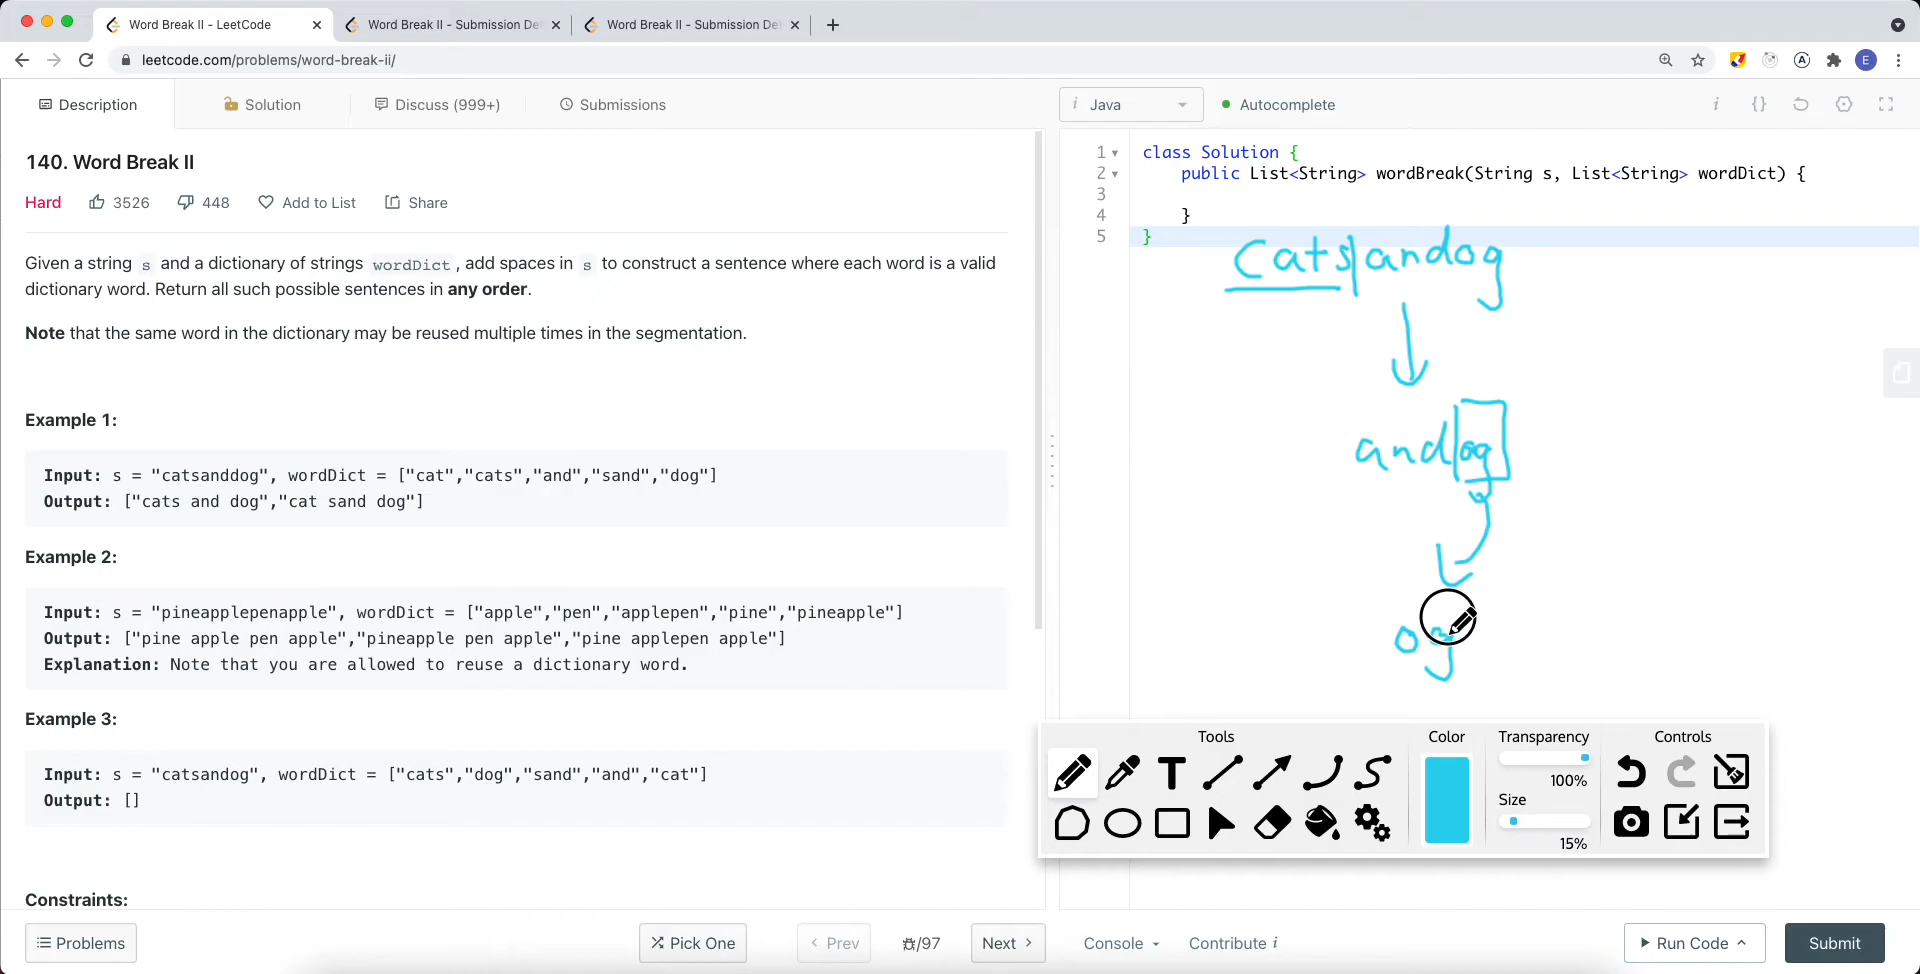 Word Break II - LeetCode
Word Break II - Submission De
Word Break II - Submission De
leetcode.com/problems/word-break-ii/
E
Description
Solution
Discuss (999+)
Submissions
i Java
Autocomplete
i {}
140. Word Break II
Hard 3526 448 Add to List Share
Given a string s and a dictionary of strings wordDict, add spaces in s to construct a sentence where each word is a valid
dictionary word. Return all such possible sentences in any order.
Note that the same word in the dictionary may be reused multiple times in the segmentation.
Example 1:
Input: s = "catsanddog", wordDict = ["cat","cats","and","sand","dog"]
Output: ["cats and dog","cat sand dog"]
Example 2:
Input: s = "pineapplepenapple", wordDict = ["apple","pen","applepen","pine","pineapple"]
Output: ["pine apple pen apple","pineapple pen apple","pine applepen apple"]
Explanation: Note that you are allowed to reuse a dictionary word.
Example 3:
Input: s = "catsandog", wordDict = ["cats","dog","sand","and","cat"]
Output: []
Constraints:
1 class Solution {
2 public List<String> wordBreak(String s, List<String> wordDict) {
3
4 }
5 }
Cats|andog
and|og
og
Tools
Color
Transparency
100%
Size
15%
Controls
Problems
Pick One
Prev
/97
Next
Console
Contribute i
Run Code
Submit